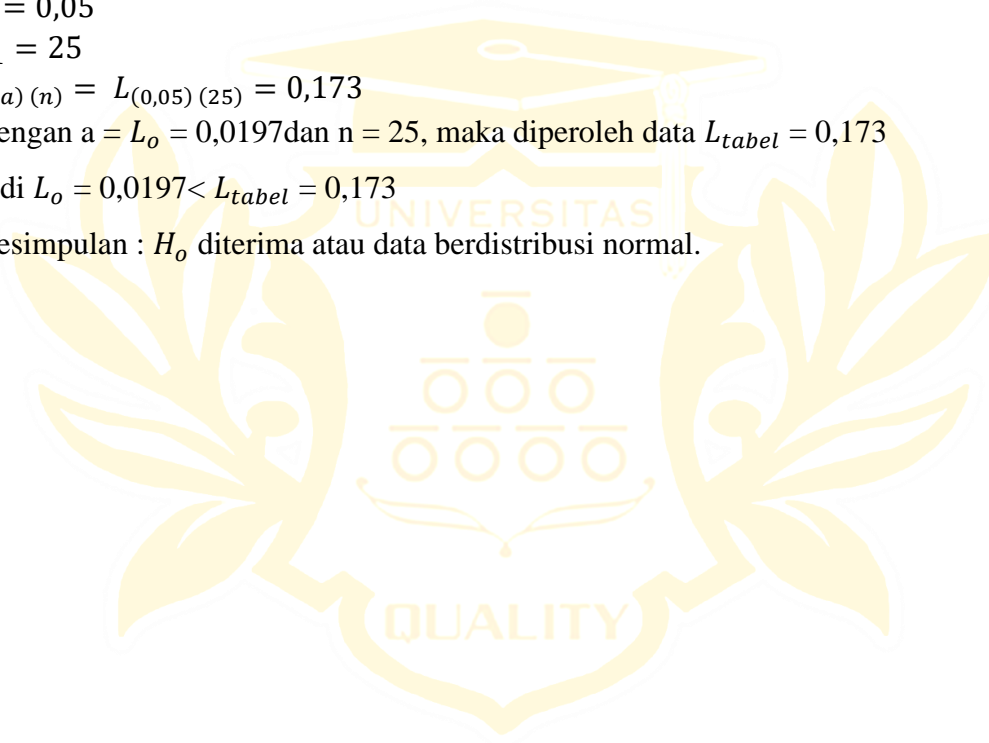 = 0,05
= 25
a) (n) = L(0,05) (25) = 0,173
engan a = Lo = 0,0197dan n = 25, maka diperoleh data Ltabel = 0,173
di Lo = 0,0197< Ltabel = 0,173
UNIVERSITAS
esimpulan : Ho diterima atau data berdistribusi normal.
QUALITY